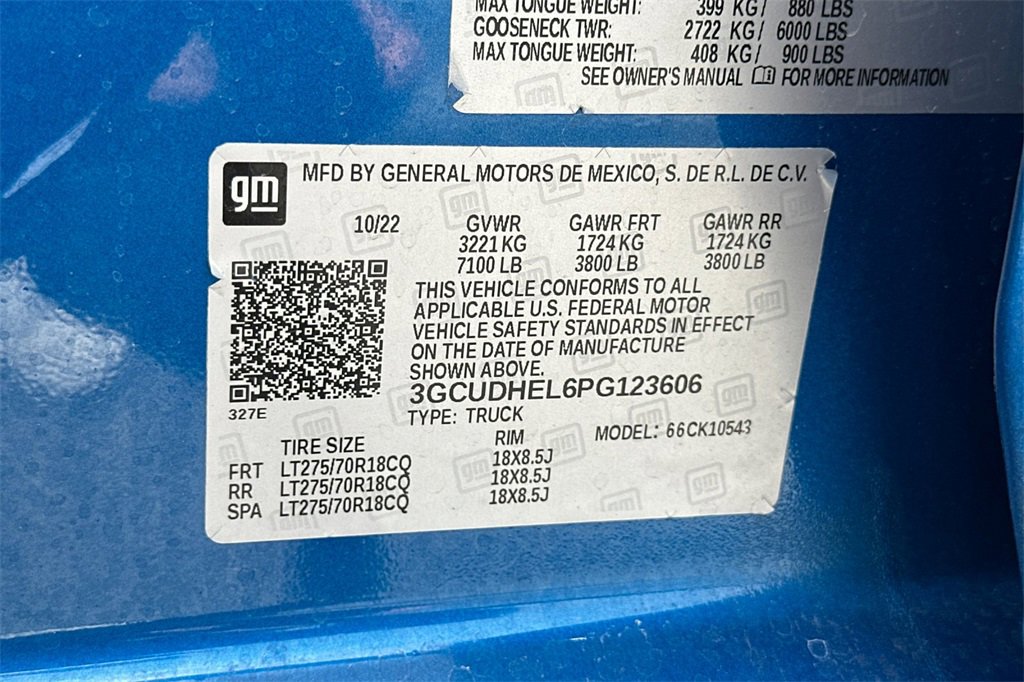 MAX TONGUE WEIGHT: 399 KG/ 880 LBS
GOOSENECK TWR: 2722 KG/ 6000 LBS
MAX TONGUE WEIGHT: 408 KG/ 900 LBS
SEE OWNER'S MANUAL FOR MORE INFORMATION
gm
MFD BY GENERAL MOTORS DE MEXICO, S. DE R.L. DE C.V.
10/22 GVWR GAWR FRT GAWR RR
3221 KG 1724 KG 1724 KG
7100 LB 3800 LB 3800 LB
THIS VEHICLE CONFORMS TO ALL
APPLICABLE U.S. FEDERAL MOTOR
VEHICLE SAFETY STANDARDS IN EFFECT
ON THE DATE OF MANUFACTURE
SHOWN ABOVE.
3GCUDHEL6PG123606
327E
TYPE: TRUCK
MODEL: 66CK10543
TIRE SIZE RIM
FRT LT275/70R18CQ 18X8.5J
RR LT275/70R18CQ 18X8.5J
SPA LT275/70R18CQ 18X8.5J